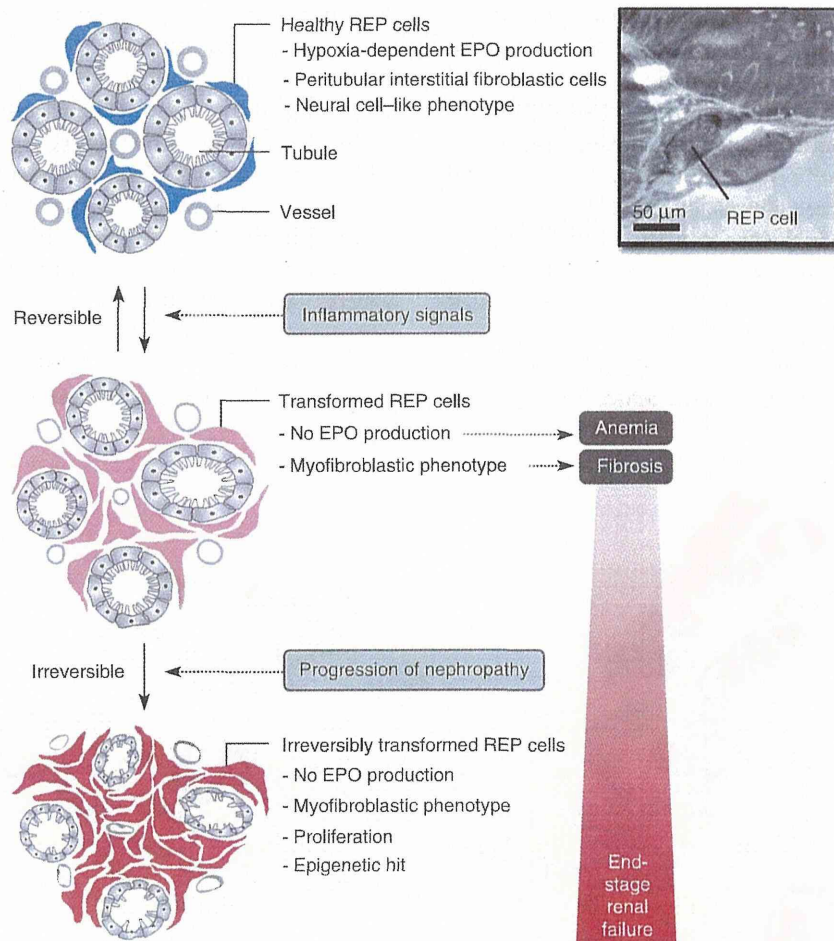 Healthy REP cells
- Hypoxia-dependent EPO production
- Peritubular interstitial fibroblastic cells
- Neural cell–like phenotype
Tubule
Vessel
50 µm
REP cell
Reversible
Inflammatory signals
Transformed REP cells
- No EPO production
- Myofibroblastic phenotype
Anemia
Fibrosis
Irreversible
Progression of nephropathy
Irreversibly transformed REP cells
- No EPO production
- Myofibroblastic phenotype
- Proliferation
- Epigenetic hit
End-
stage
renal
failure